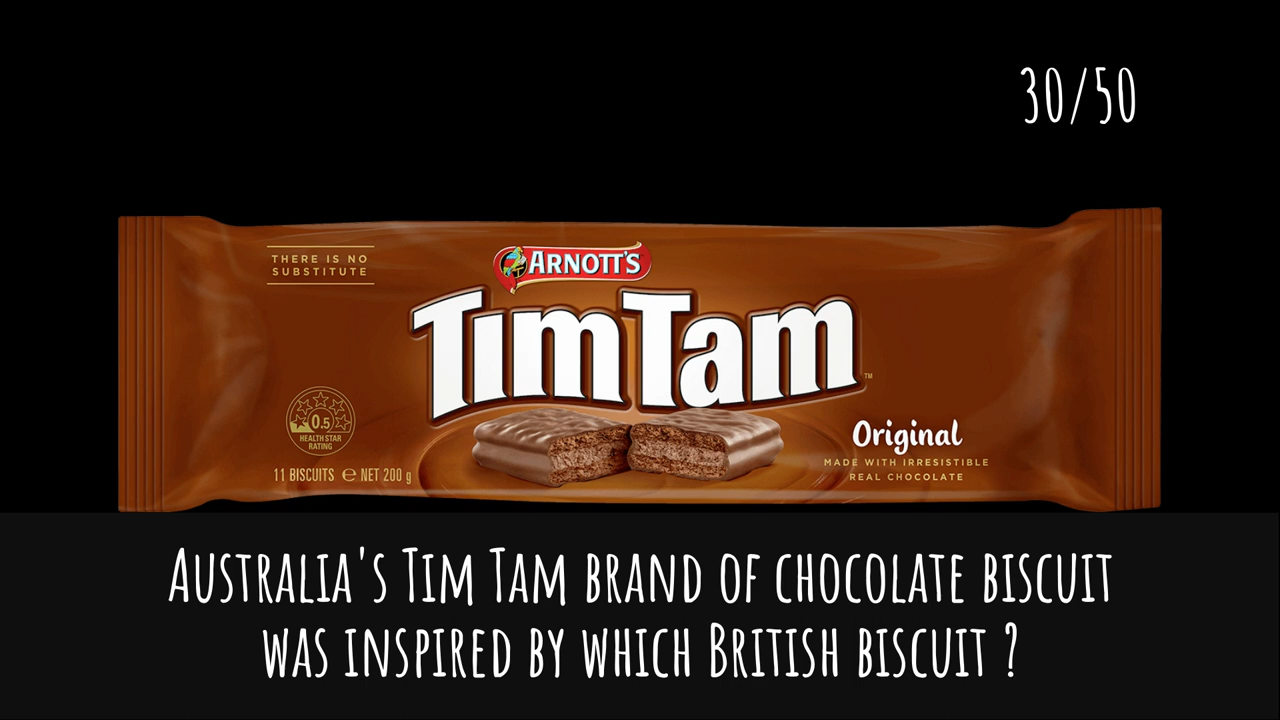 30/50
THERE IS NO
SUBSTITUTE
ARNOTT'S
TimTam
TM
0.5
HEALTH STAR
RATING
Original
MADE WITH IRRESISTIBLE
REAL CHOCOLATE
11 BISCUITS ℮ NET 200 g
AUSTRALIA'S TIM TAM BRAND OF CHOCOLATE BISCUIT
WAS INSPIRED BY WHICH BRITISH BISCUIT ?